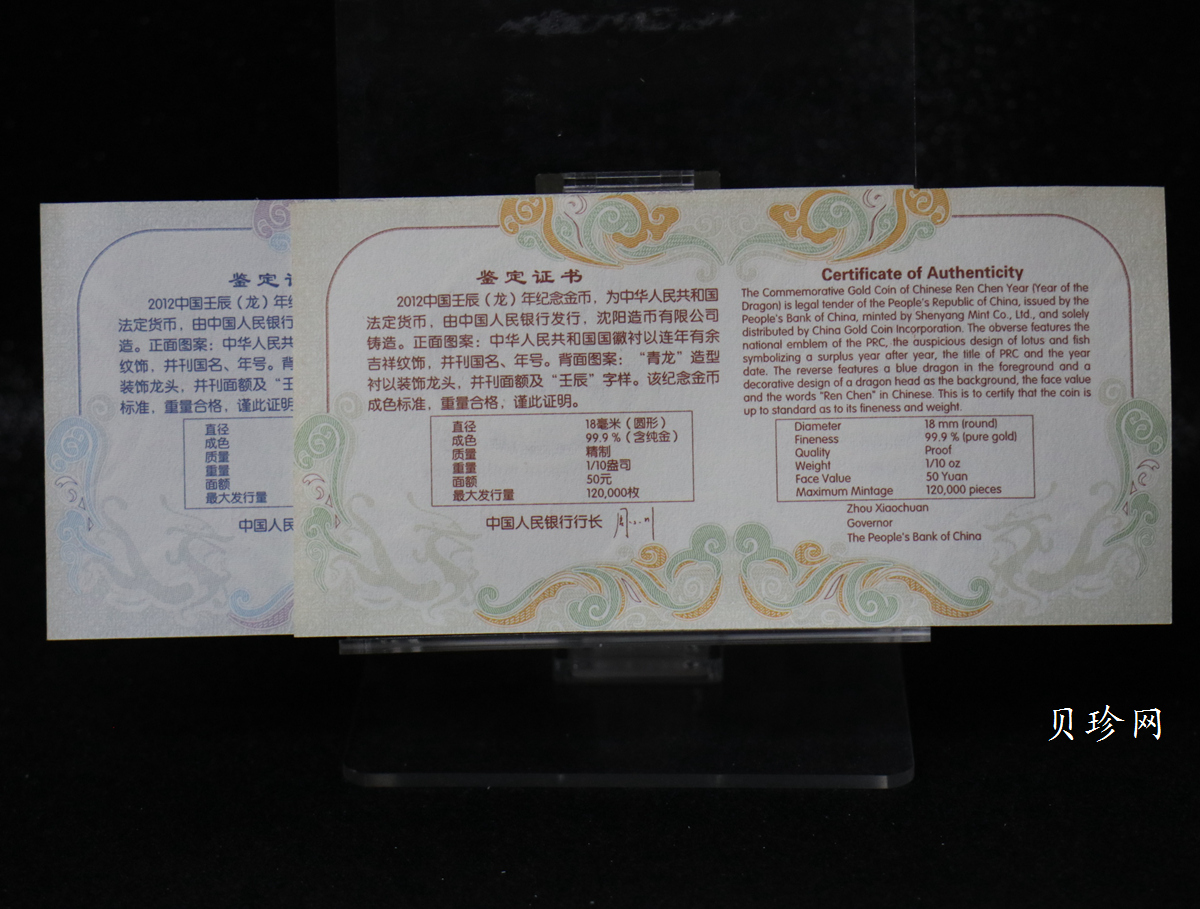 鉴定证
2012中国壬辰（龙）年纪
法定货币，由中国人民银行
造。正面图案：中华人民共
纹饰，并刊国名、年号。背
装饰龙头，并刊面额及“壬
标准，重量合格，谨此证明
直径
成色
质量
重量
面额
最大发行量
中国人民
鉴定证书
2012中国壬辰（龙）年纪念金币，为中华人民共和国
法定货币，由中国人民银行发行，沈阳造币有限公司
铸造。正面图案：中华人民共和国国徽衬以连年有余
吉祥纹饰，并刊国名、年号。背面图案：“青龙”造型
衬以装饰龙头，并刊面额及“壬辰”字样。该纪念金币
成色标准，重量合格，谨此证明。
直径 18毫米（圆形）
成色 99.9％（含纯金）
质量 精制
重量 1/10盎司
面额 50元
最大发行量 120,000枚
中国人民银行行长
Certificate of Authenticity
The Commemorative Gold Coin of Chinese Ren Chen Year (Year of the
Dragon) is legal tender of the People's Republic of China, issued by the
People's Bank of China, minted by Shenyang Mint Co., Ltd., and solely
distributed by China Gold Coin Incorporation. The obverse features the
national emblem of the PRC, the auspicious design of lotus and fish
symbolizing a surplus year after year, the title of PRC and the year
date. The reverse features a blue dragon in the foreground and a
decorative design of a dragon head as the background, the face value
and the words "Ren Chen" in Chinese. This is to certify that the coin is
up to standard as to its fineness and weight.
Diameter 18 mm (round)
Fineness 99.9 % (pure gold)
Quality Proof
Weight 1/10 oz
Face Value 50 Yuan
Maximum Mintage 120,000 pieces
Zhou Xiaochuan
Governor
The People's Bank of China
贝珍网